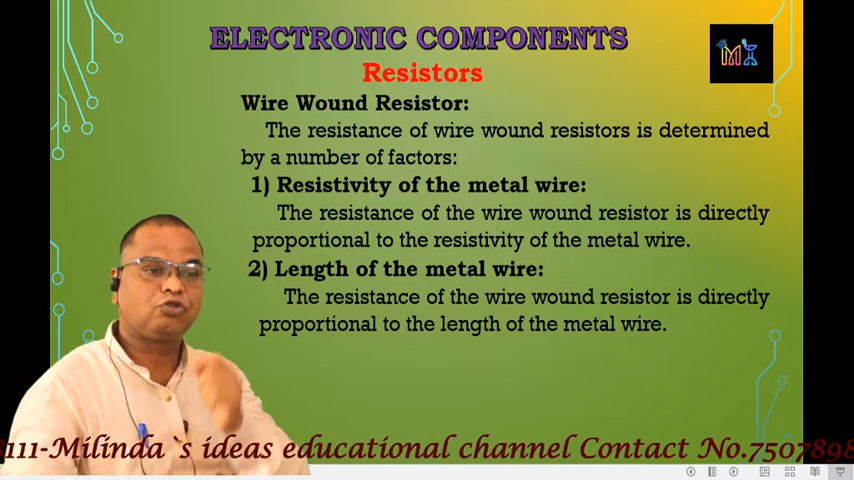 ELECTRONIC COMPONENTS
MI
Resistors
Wire Wound Resistor:
The resistance of wire wound resistors is determined
by a number of factors:
1) Resistivity of the metal wire:
The resistance of the wire wound resistor is directly
proportional to the resistivity of the metal wire.
2) Length of the metal wire:
The resistance of the wire wound resistor is directly
proportional to the length of the metal wire.
8111-Milinda`s ideas educational channel Contact No.7507898